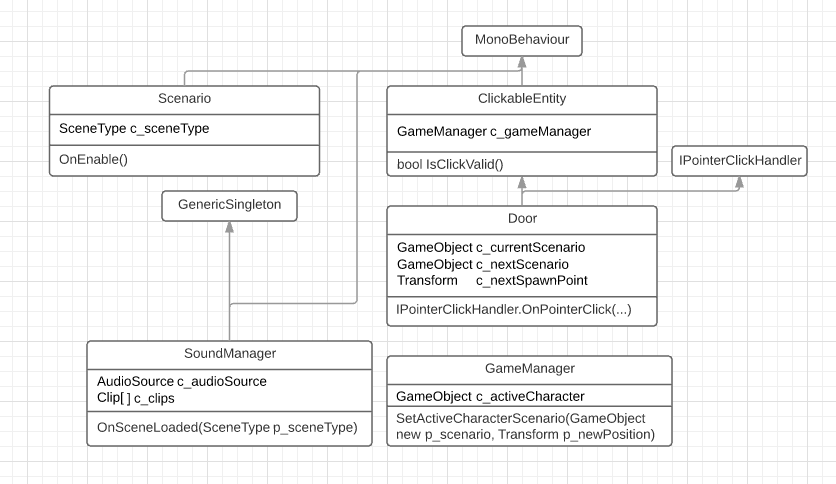 MonoBehaviour
Scenario
SceneType c_sceneType
OnEnable()
ClickableEntity
GameManager c_gameManager
bool IsClickValid()
IPointerClickHandler
GenericSingleton
Door
GameObject c_currentScenario
GameObject c_nextScenario
Transform c_nextSpawnPoint
IPointerClickHandler.OnPointerClick(...)
SoundManager
AudioSource c_audioSource
Clip[ ] c_clips
OnSceneLoaded(SceneType p_sceneType)
GameManager
GameObject c_activeCharacter
SetActiveCharacterScenario(GameObject
new p_scenario, Transform p_newPosition)